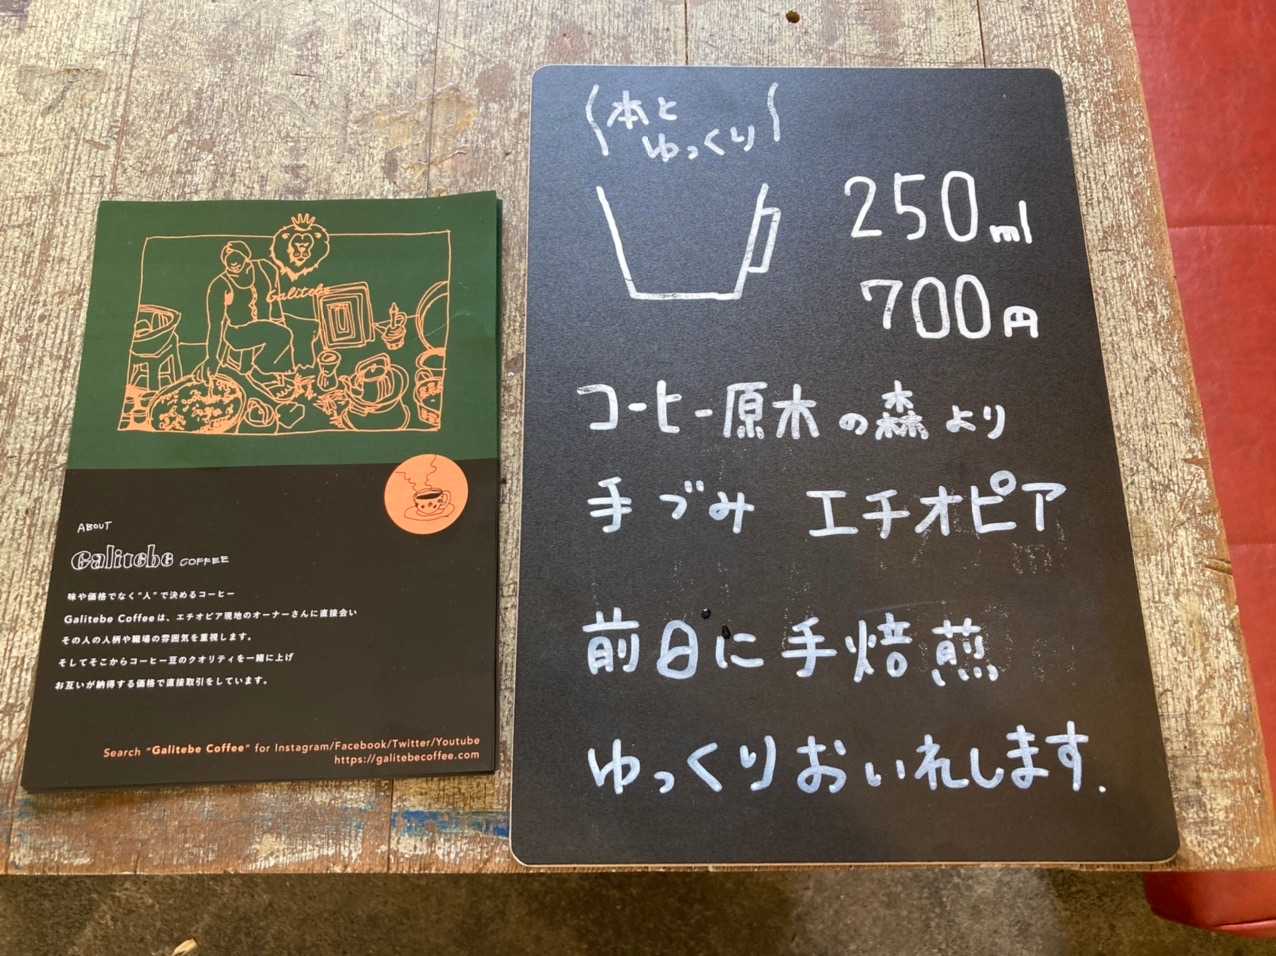 Galitebe
ABOUT
Galitebe COFFEE
味や価格でなく"人"で決めるコーヒー
Galitebe Coffeeは、エチオピア現地のオーナーさんに直接会い
その人の人柄や職場の雰囲気を重視します。
そしてそこからコーヒー豆のクオリティを一緒に上げ
お互いが納得する価格で直接取引をしています。
Search "Galitebe Coffee" for Instagram/Facebook/Twitter/Youtube
https://galitebecoffee.com
本と
ゆっくり
250ml
700円
コーヒー原木の森より
手づみ エチオピア
前日に手焙煎
ゆっくりおいれします.